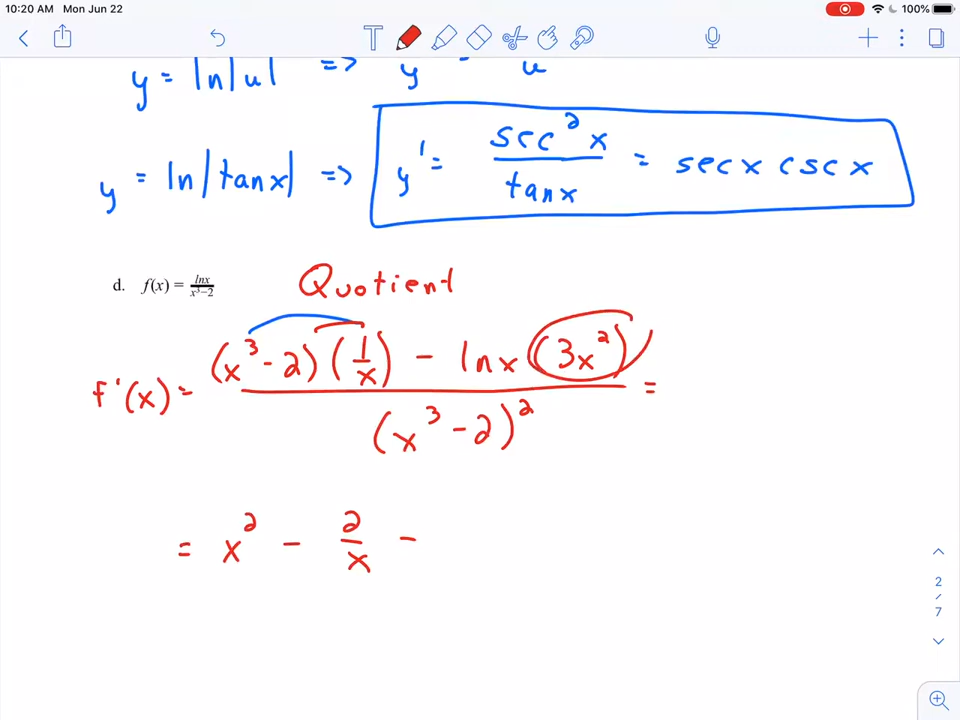 10:20 AM Mon Jun 22 100%
T
y = ln|u| => y = u
y = ln|tanx| => y' = sec²x / tanx = secx cscx
d. f(x) = lnx / x³−2 Quotient
f'(x) = (x³-2)(1/x) - lnx(3x²) / (x³-2)² =
= x² - 2/x -
2 / 7